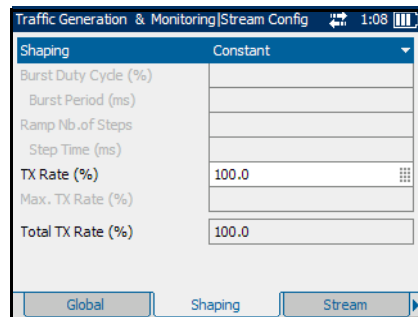 Traffic Generation & Monitoring|Stream Config 1:08
Shaping Constant
Burst Duty Cycle (%)
Burst Period (ms)
Ramp Nb.of Steps
Step Time (ms)
TX Rate (%) 100.0
Max. TX Rate (%)
Total TX Rate (%) 100.0
Global Shaping Stream